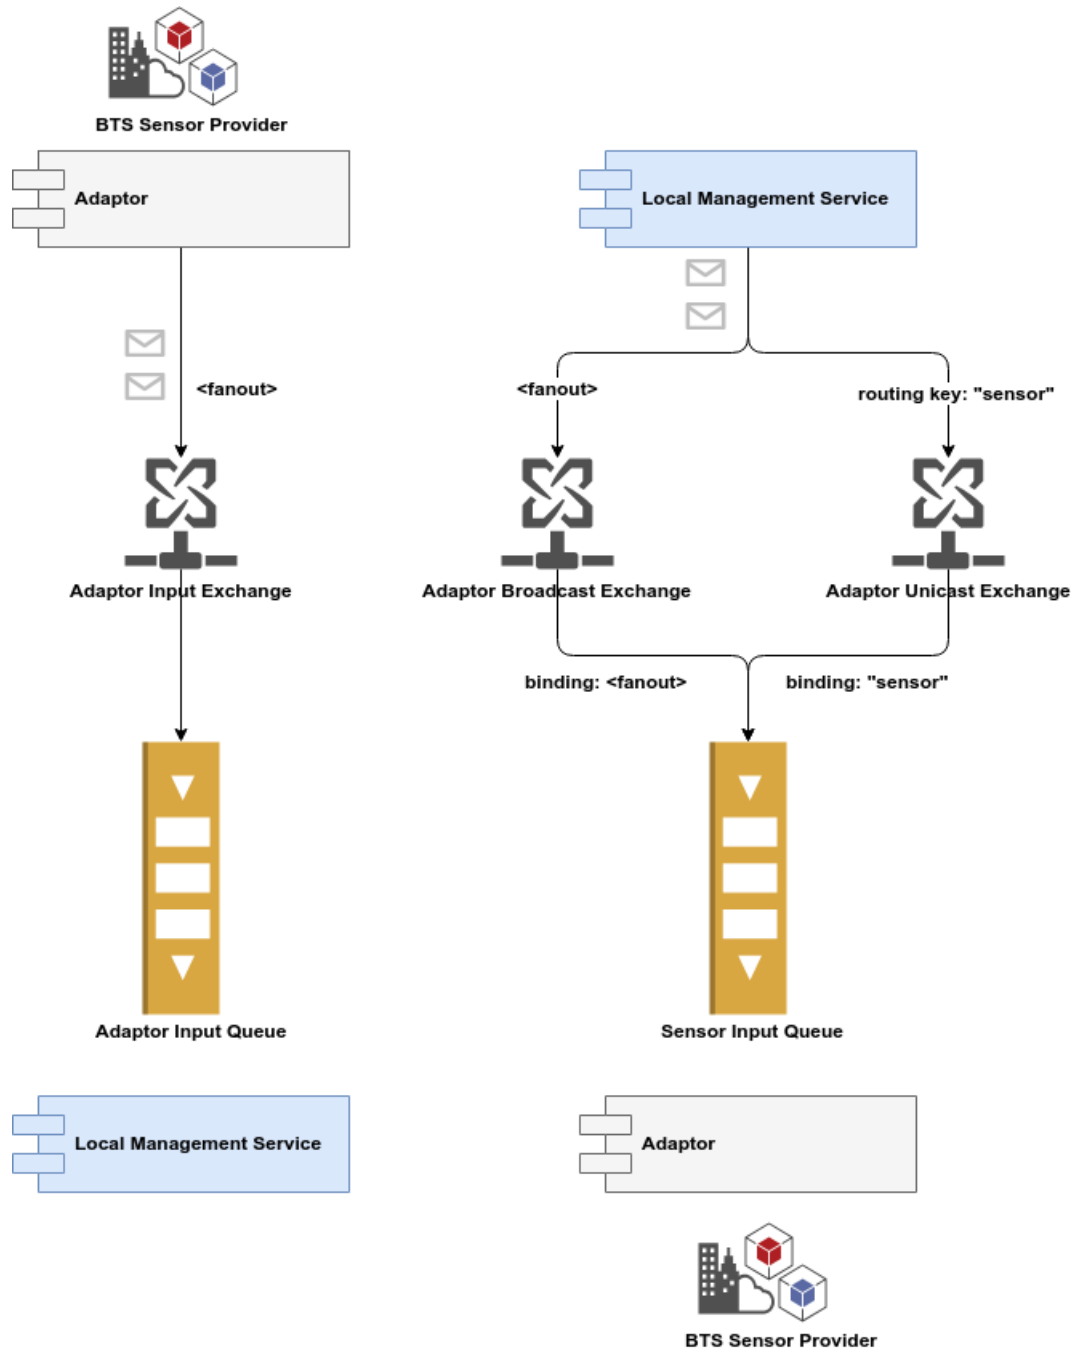 BTS Sensor Provider
Adaptor
Local Management Service
<fanout>
<fanout>
routing key: "sensor"
Adaptor Input Exchange
Adaptor Broadcast Exchange
Adaptor Unicast Exchange
binding: <fanout>
binding: "sensor"
Adaptor Input Queue
Sensor Input Queue
Local Management Service
Adaptor
BTS Sensor Provider